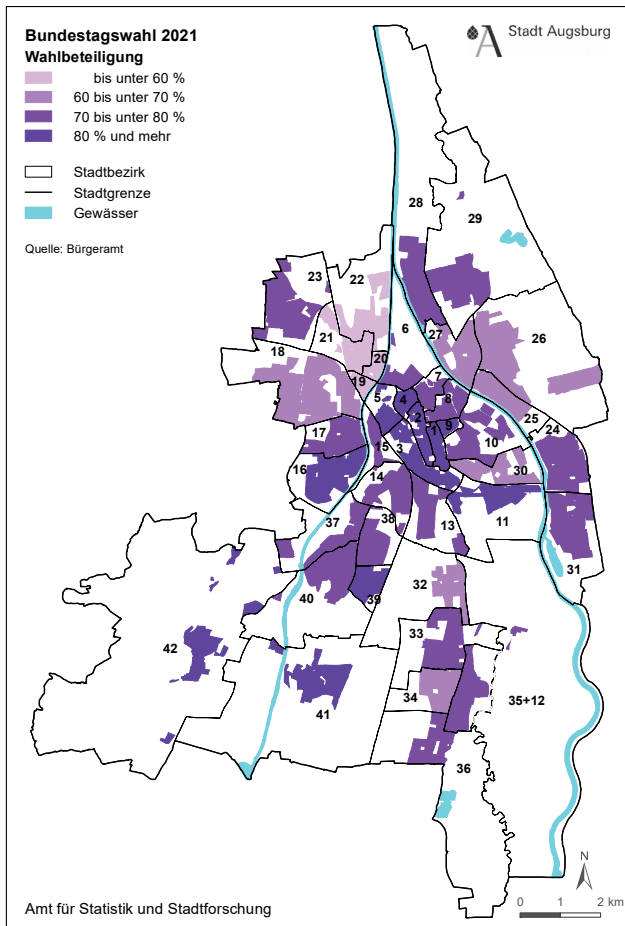 Bundestagswahl 2021
Wahlbeteiligung
bis unter 60 %
60 bis unter 70 %
70 bis unter 80 %
80 % und mehr
Stadtbezirk
Stadtgrenze
Gewässer
Quelle: Bürgeramt
Stadt Augsburg
28
29
23
22
21
6
27
26
18
20
19
7
5
4
8
2
1
9
25
24
17
15
3
10
16
14
30
37
38
13
11
31
40
39
32
33
42
34
35+12
41
36
N
0 1 2 km
Amt für Statistik und Stadtforschung